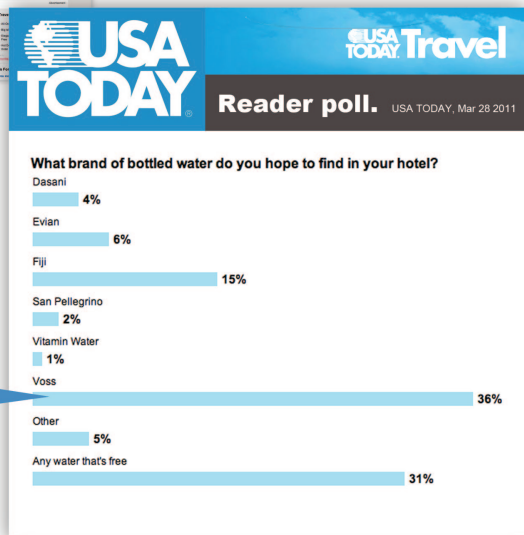 USA
TODAY®
USA
TODAY Travel
Reader poll. USA TODAY, Mar 28 2011
What brand of bottled water do you hope to find in your hotel?
Dasani
4%
Evian
6%
Fiji
15%
San Pellegrino
2%
Vitamin Water
1%
Voss
36%
Other
5%
Any water that's free
31%